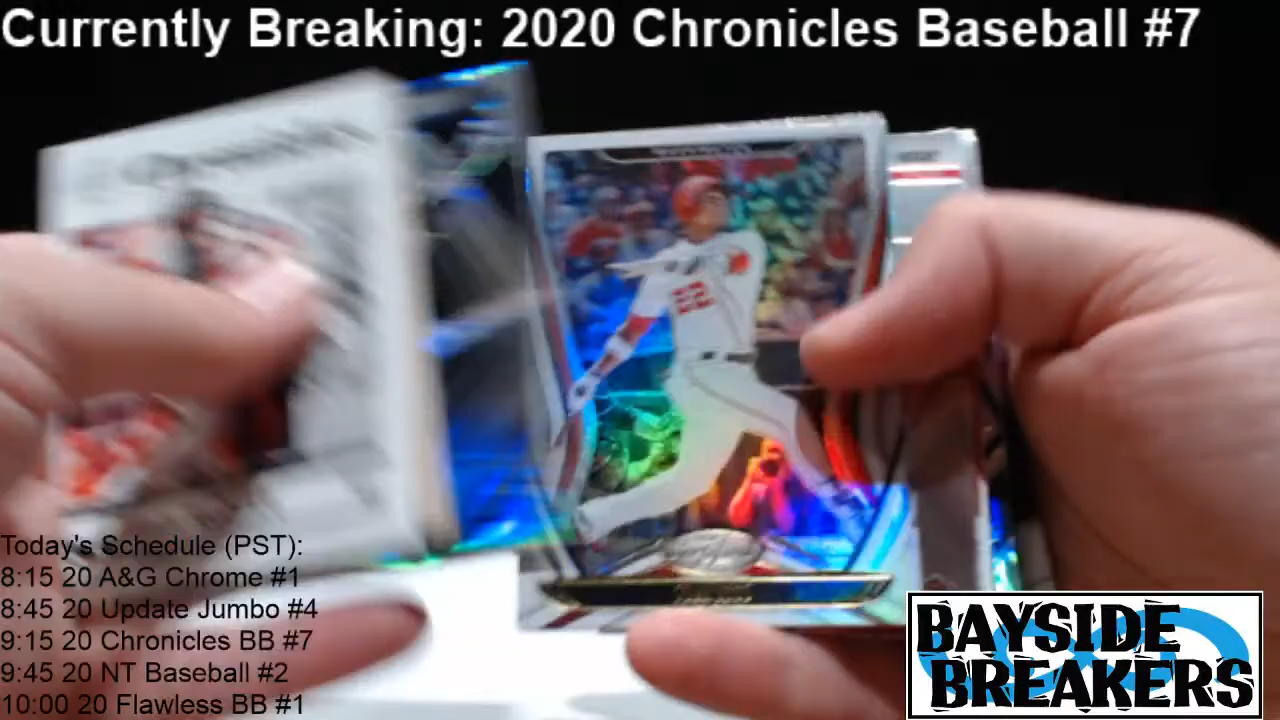 Currently Breaking: 2020 Chronicles Baseball #7
22
Today's Schedule (PST):
8:15 20 A&G Chrome #1
8:45 20 Update Jumbo #4
9:15 20 Chronicles BB #7
9:45 20 NT Baseball #2
10:00 20 Flawless BB #1
BAYSIDE
BREAKERS